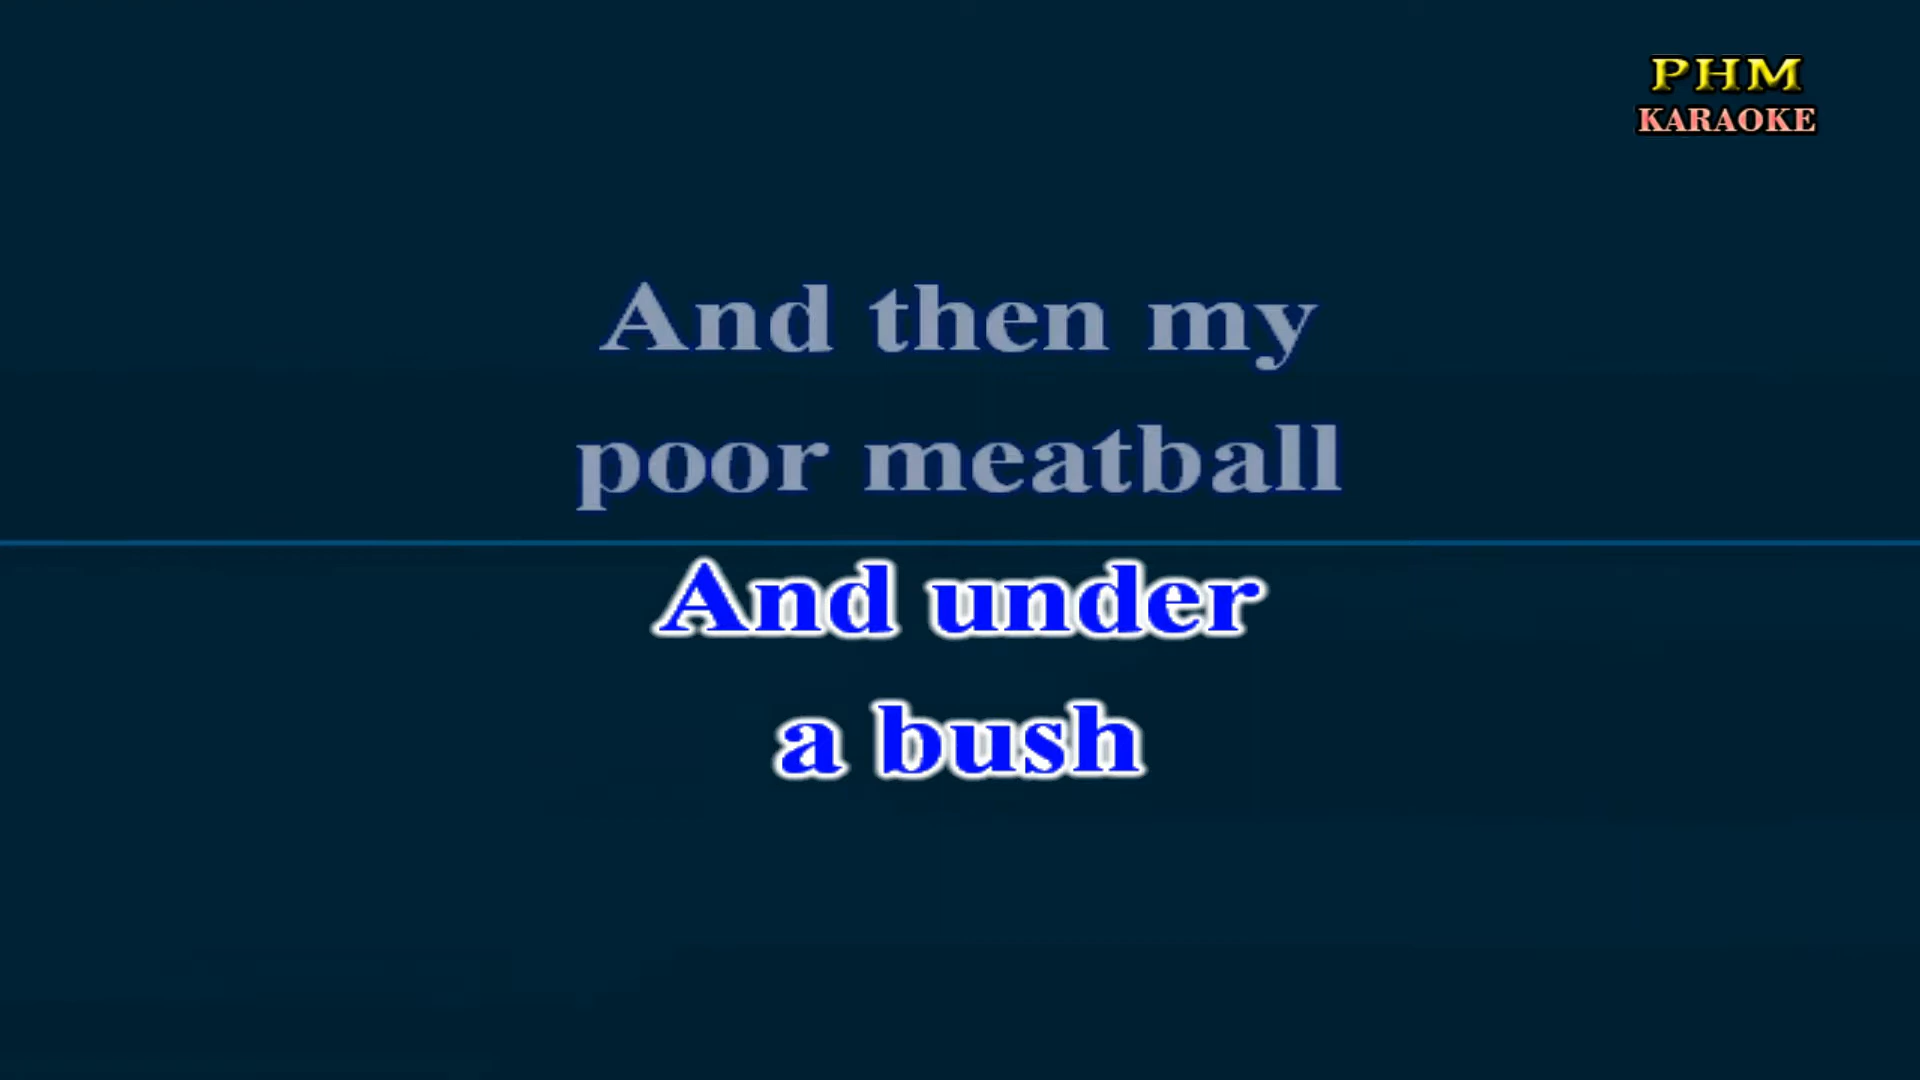 PHM
KARAOKE
And then my
poor meatball
And under
a bush